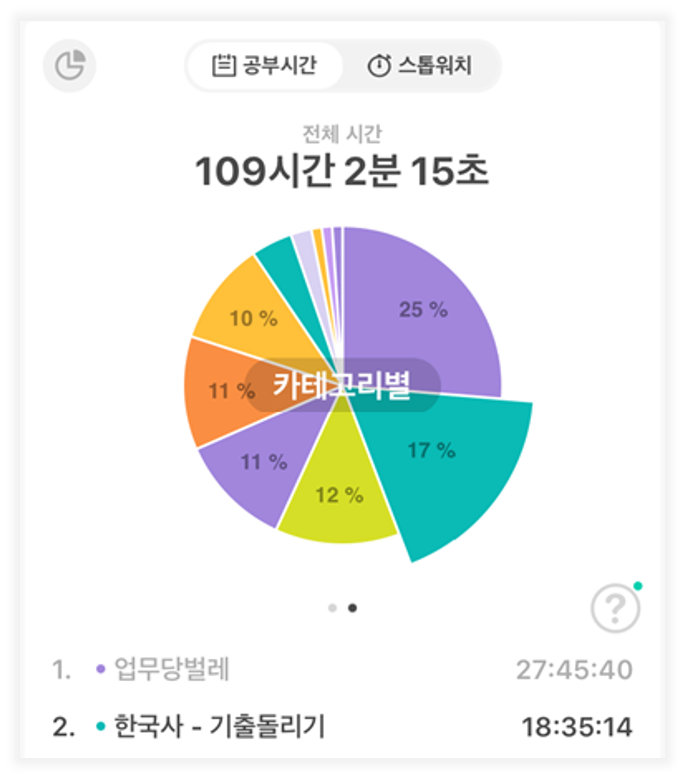 공부시간 스톱워치
전체 시간
109시간 2분 15초
25 %
10 %
카테고리별
11 %
17 %
11 %
12 %
?
1. 업무당벌레 27:45:40
2. 한국사 - 기출돌리기 18:35:14